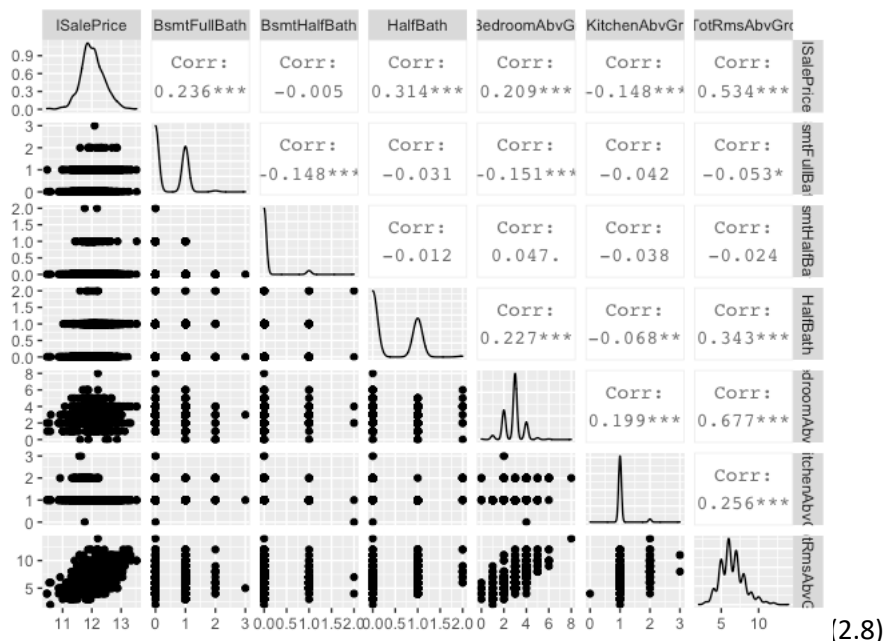 lSalePrice BsmtFullBath BsmtHalfBath HalfBath BedroomAbvGr KitchenAbvGr TotRmsAbvGrd
0.9
0.6
0.3
0.0
Corr: Corr: Corr: Corr: Corr: Corr:
0.236*** -0.005 0.314*** 0.209*** -0.148*** 0.534***
lSalePrice
3
2
1
0
Corr: Corr: Corr: Corr: Corr:
-0.148*** -0.031 -0.151*** -0.042 -0.053*
smtFullBat
2.0
1.5
1.0
0.5
0.0
Corr: Corr: Corr: Corr:
-0.012 0.047. -0.038 -0.024
smtHalfBa
2.0
1.5
1.0
0.5
0.0
Corr: Corr: Corr:
0.227*** -0.068** 0.343***
HalfBath
8
6
4
2
0
Corr: Corr:
0.199*** 0.677***
droomAbv
3
2
1
0
Corr:
0.256***
itchenAbvG
10
5
tRmsAbvG
11 12 13 0 1 2 3 0.00.51.01.52.0 0.00.51.01.52.0 0 2 4 6 8 0 1 2 3 5 10
(2.8)